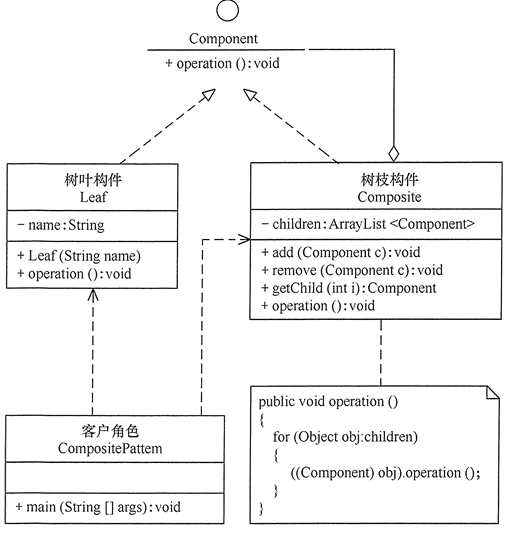 Component
+ operation ():void
树叶构件
Leaf
- name:String
+ Leaf (String name)
+ operation ():void
树枝构件
Composite
- children:ArrayList <Component>
+ add (Component c):void
+ remove (Component c):void
+ getChild (int i):Component
+ operation ():void
客户角色
CompositePattem
+ main (String [] args):void
public void operation ()
{
for (Object obj:children)
{
((Component) obj).operation ();
}
}